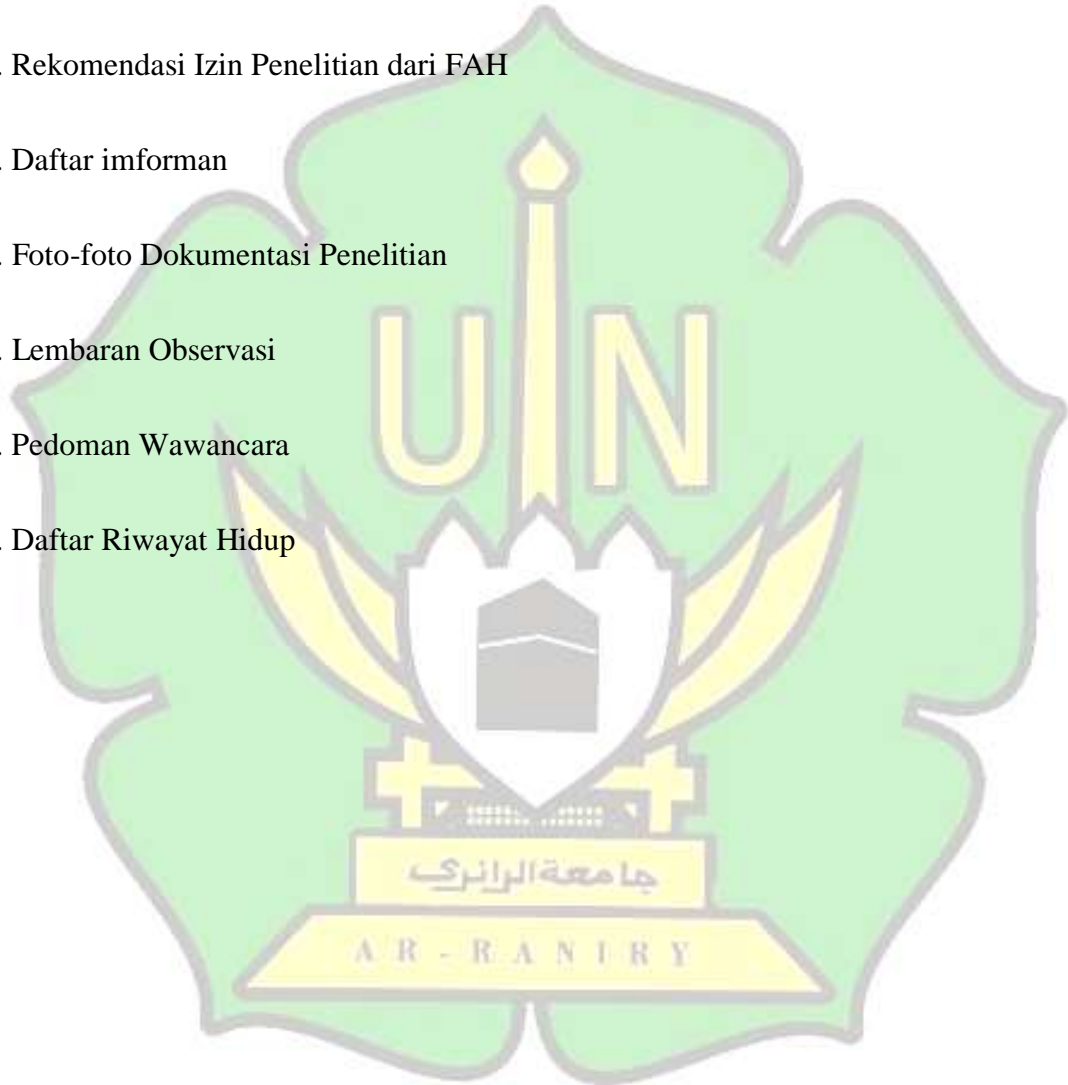 . Rekomendasi Izin Penelitian dari FAH
. Daftar imforman
. Foto-foto Dokumentasi Penelitian
. Lembaran Observasi
. Pedoman Wawancara
. Daftar Riwayat Hidup
UIN
جامعة الرانري
AR-RANIRY